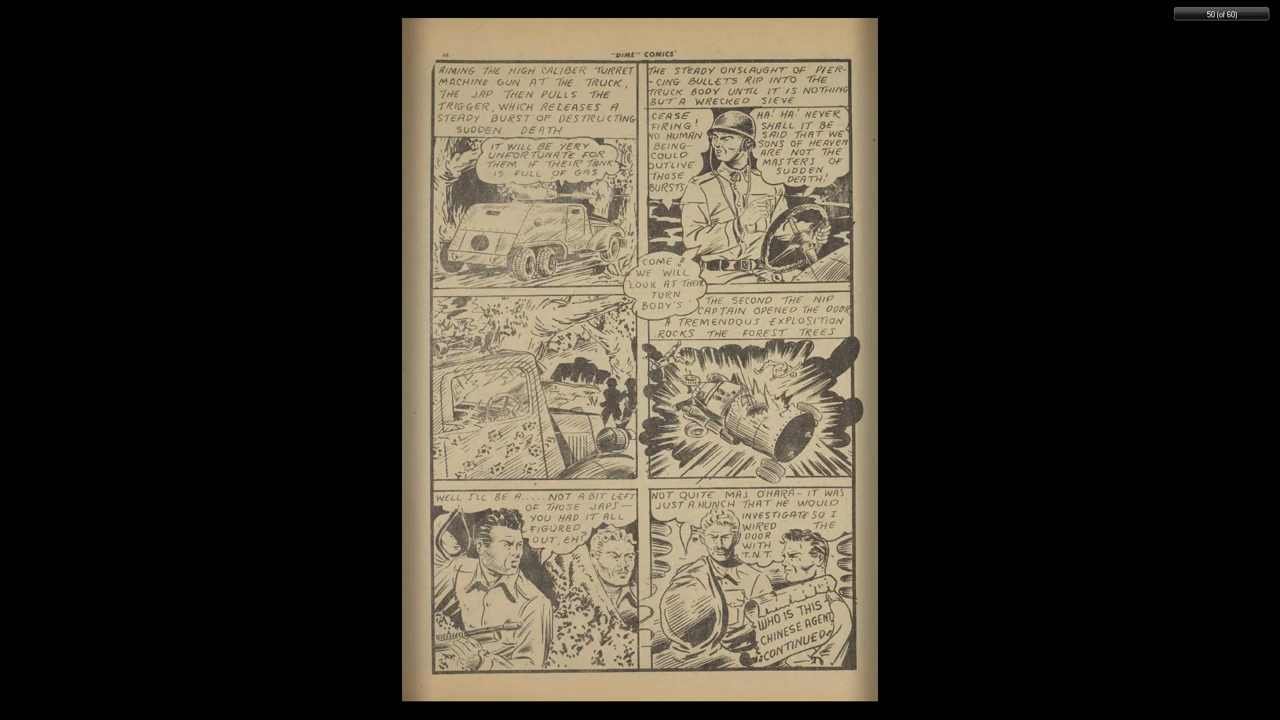 50 (of 60)
48
"DIME" COMICS
AIMING THE HIGH CALIBER TURRET
MACHINE GUN AT THE TRUCK,
THE JAP THEN PULLS THE
TRIGGER, WHICH RELEASES A
STEADY BURST OF DESTRUCTING
SUDDEN DEATH
IT WILL BE VERY
UNFORTUNATE FOR
THEM IF THEIR TANK
IS FULL OF GAS
THE STEADY ONSLAUGHT OF PIER-
-CING BULLETS RIP INTO THE
TRUCK BODY UNTIL IT IS NOTHING
BUT A WRECKED SIEVE
CEASE
FIRING!
NO HUMAN
BEING
COULD
OUTLIVE
THOSE
BURSTS
HA! HA! NEVER
SHALL IT BE
SAID THAT WE
SONS OF HEAVEN
ARE NOT THE
MASTERS OF
SUDDEN
DEATH!
COME!
WE WILL
LOOK AT THEIR
TURN
BODY'S
THE SECOND THE NIP
CAPTAIN OPENED THE DOOR
A TREMENDOUS EXPLOSITION
ROCKS THE FOREST TREES
WELL I'LL BE A..... NOT A BIT LEFT
OF THOSE JAPS—
YOU HAD IT ALL
FIGURED
OUT, EH?
NOT QUITE MAJ. O'HARA - IT WAS
JUST A HUNCH THAT HE WOULD
INVESTIGATE SO I
WIRED THE
DOOR
WITH
T.N.T.
WHO IS THIS
CHINESE AGENT
CONTINUED